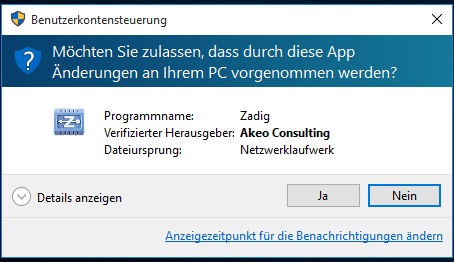 Benutzerkontensteuerung
Möchten Sie zulassen, dass durch diese App
Änderungen an Ihrem PC vorgenommen werden?
Programmname: Zadig
Verifizierter Herausgeber: Akeo Consulting
Dateiursprung: Netzwerklaufwerk
Details anzeigen
Ja
Nein
Anzeigezeitpunkt für die Benachrichtigungen ändern